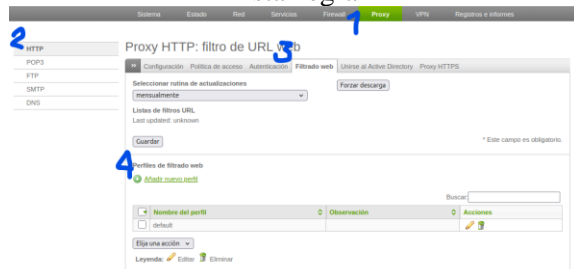 Sistema Estado Red Servicios Firewall Proxy VPN Registros e informes
1
2
HTTP
POP3
FTP
SMTP
DNS
Proxy HTTP: filtro de URL web
3
Configuración Política de acceso Autenticación Filtrado web Unirse al Active Directory Proxy HTTPS
Seleccionar rutina de actualizaciones
mensualmente
Forzar descarga
Listas de filtros URL
Last updated: unknown
Guardar
* Este campo es obligatorio.
4
Perfiles de filtrado web
Añadir nuevo perfil
Buscar:
Nombre del perfil Observación Acciones
default
Elija una acción
Leyenda: Editar Eliminar